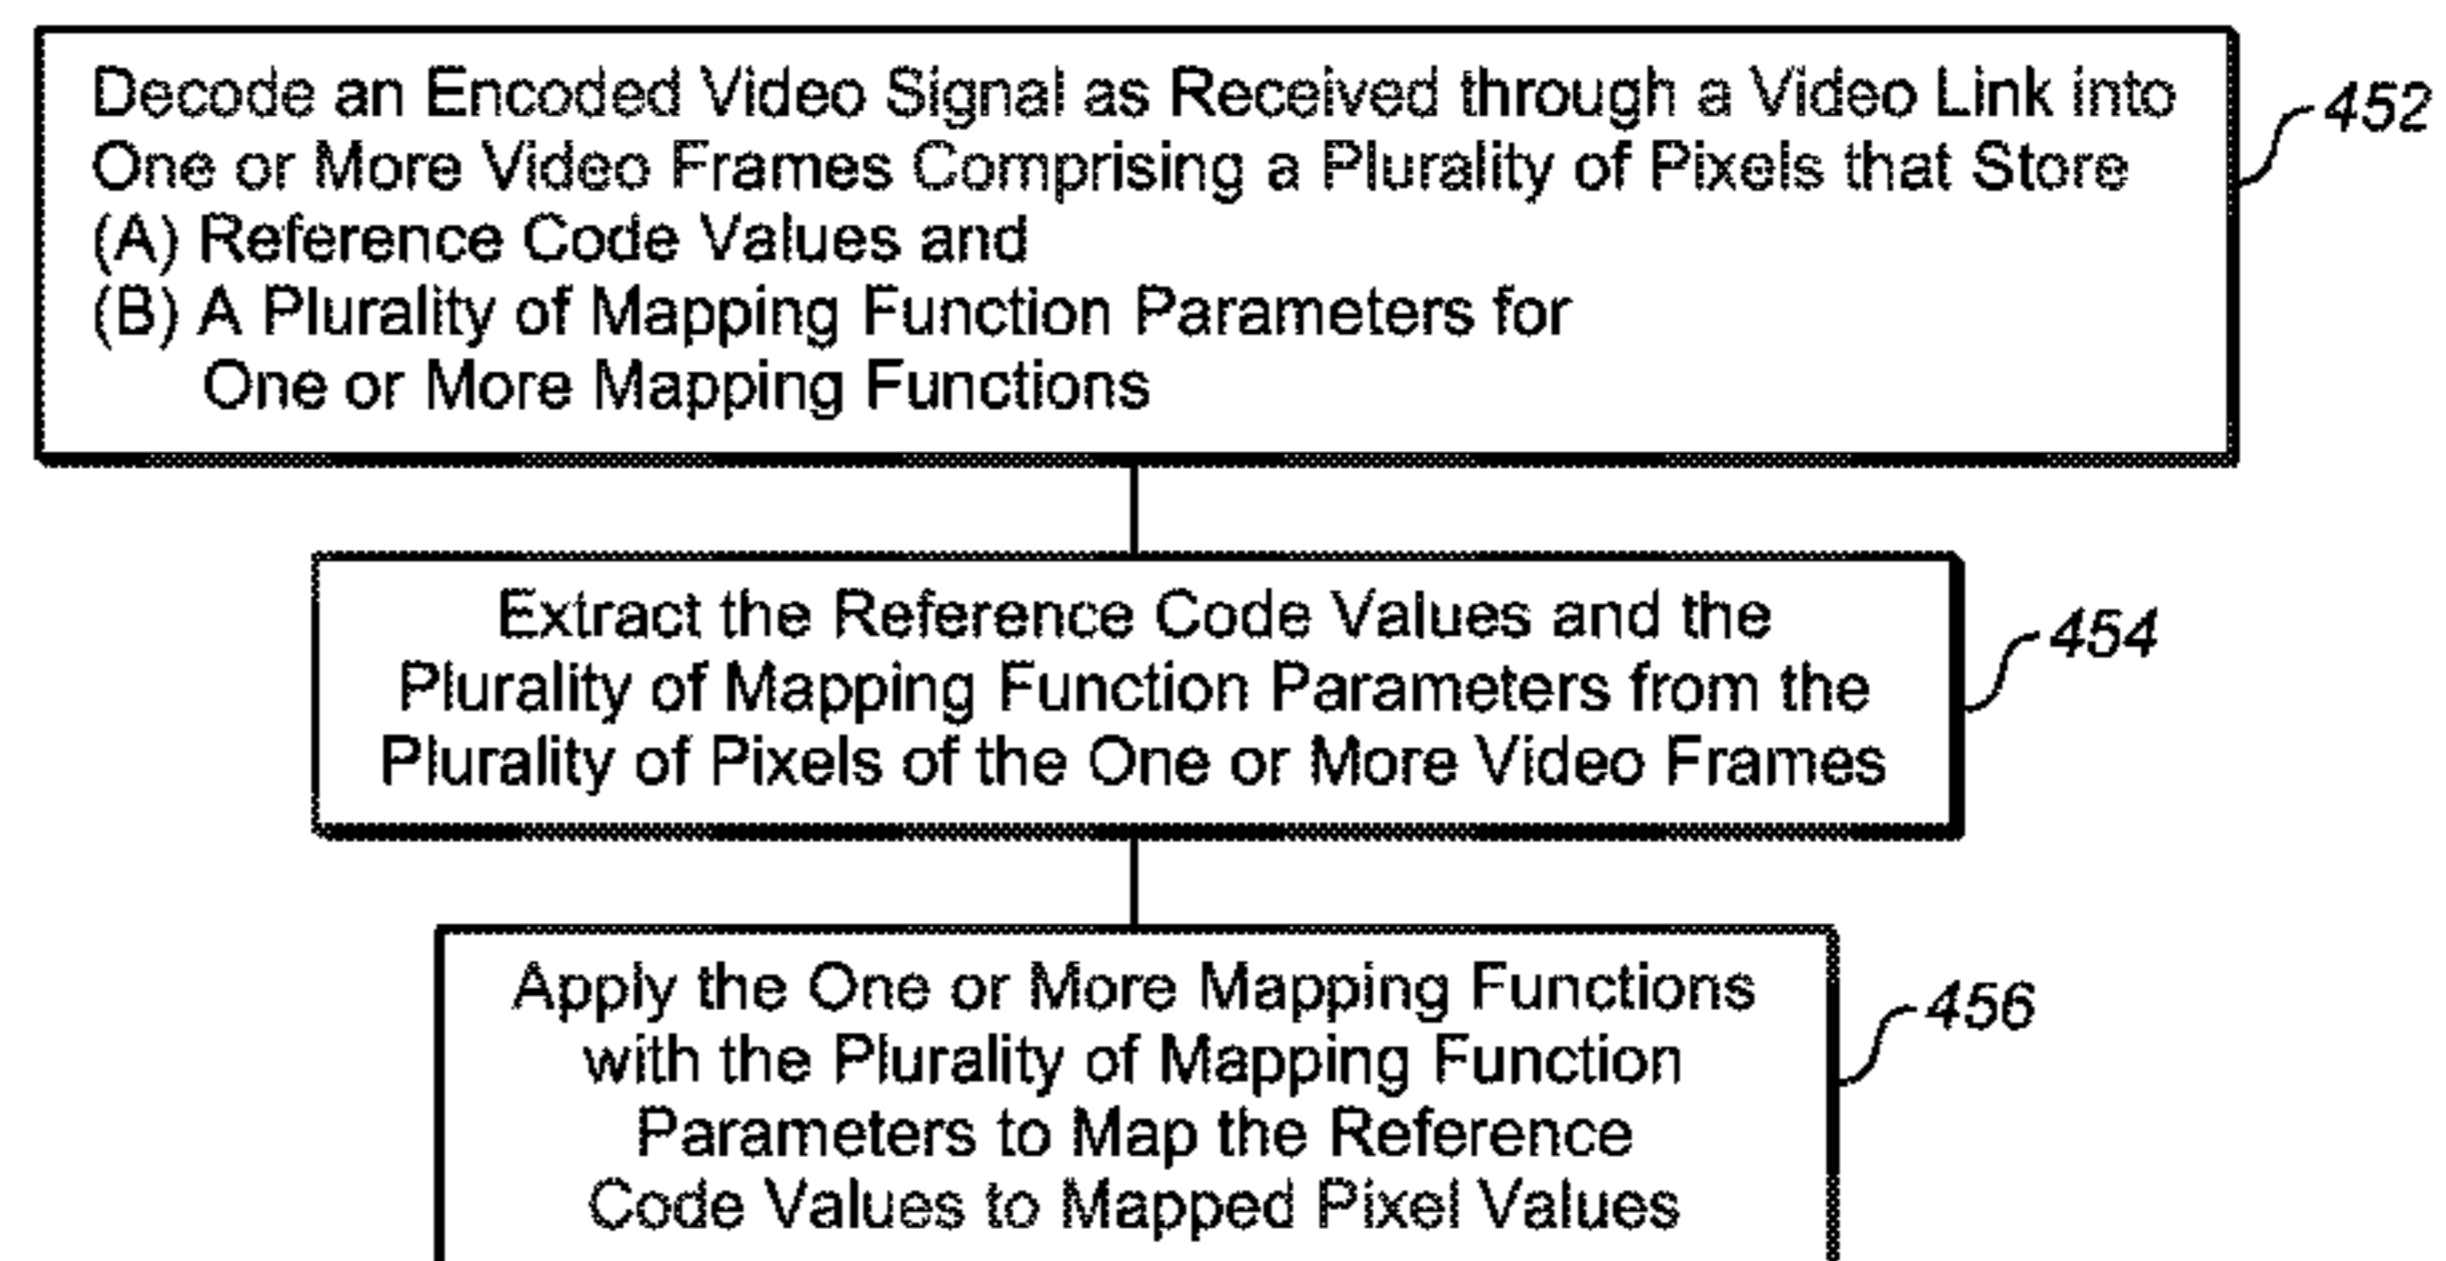 Decode an Encoded Video Signal as Received through a Video Link into
One or More Video Frames Comprising a Plurality of Pixels that Store
(A) Reference Code Values and
(B) A Plurality of Mapping Function Parameters for
One or More Mapping Functions
452
Extract the Reference Code Values and the
Plurality of Mapping Function Parameters from the
Plurality of Pixels of the One or More Video Frames
454
Apply the One or More Mapping Functions
with the Plurality of Mapping Function
Parameters to Map the Reference
Code Values to Mapped Pixel Values
456